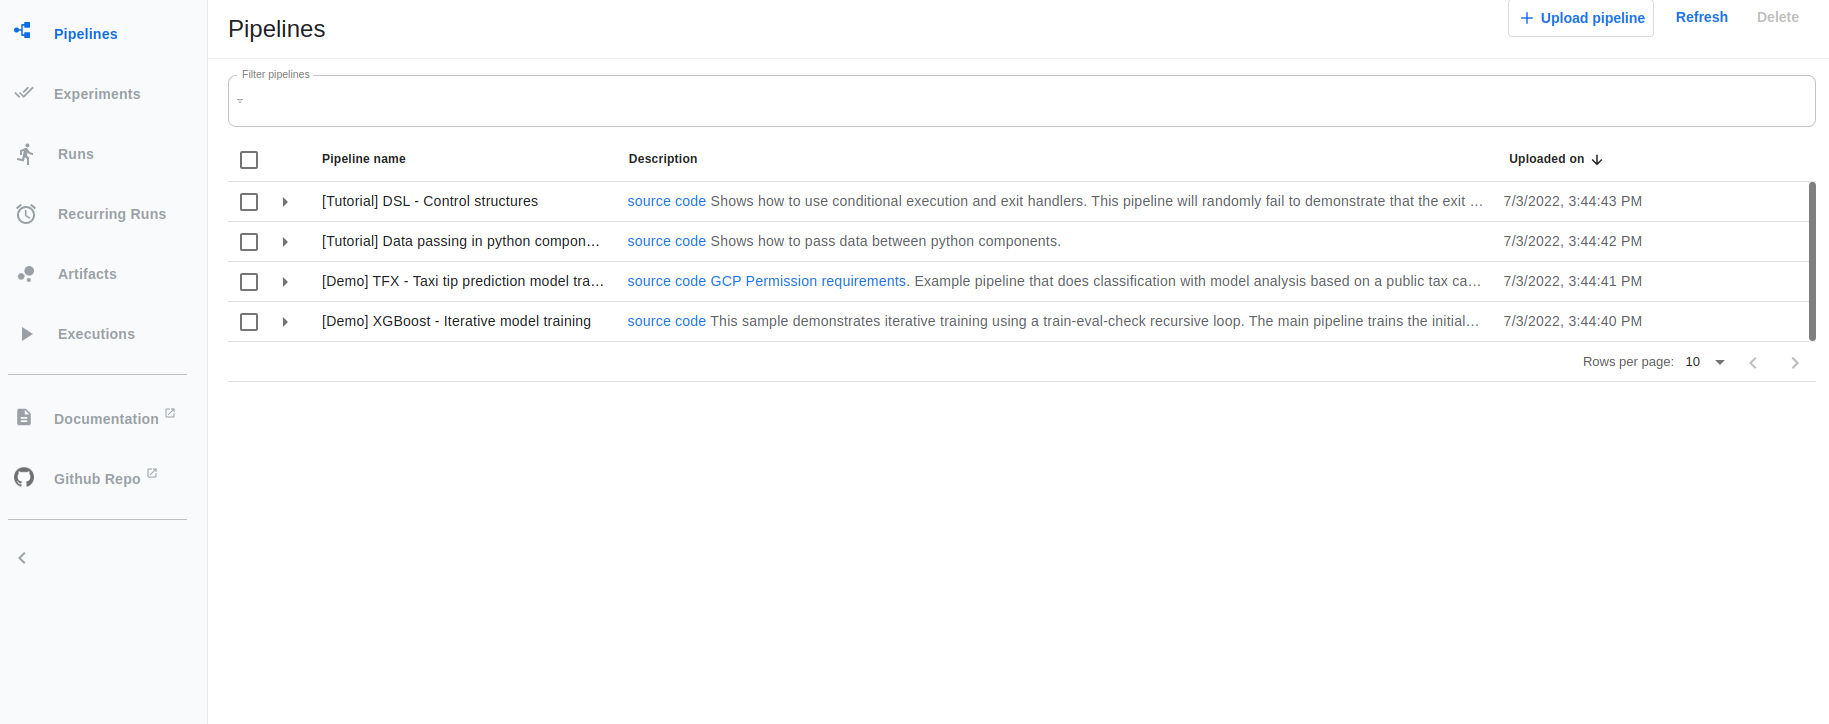 Pipelines
Experiments
Runs
Recurring Runs
Artifacts
Executions
Documentation
Github Repo
Pipelines
Upload pipeline Refresh Delete
Filter pipelines
Pipeline name Description Uploaded on
[Tutorial] DSL - Control structures source code Shows how to use conditional execution and exit handlers. This pipeline will randomly fail to demonstrate that the exit … 7/3/2022, 3:44:43 PM
[Tutorial] Data passing in python compon… source code Shows how to pass data between python components. 7/3/2022, 3:44:42 PM
[Demo] TFX - Taxi tip prediction model tra… source code GCP Permission requirements. Example pipeline that does classification with model analysis based on a public tax ca… 7/3/2022, 3:44:41 PM
[Demo] XGBoost - Iterative model training source code This sample demonstrates iterative training using a train-eval-check recursive loop. The main pipeline trains the initial… 7/3/2022, 3:44:40 PM
Rows per page: 10